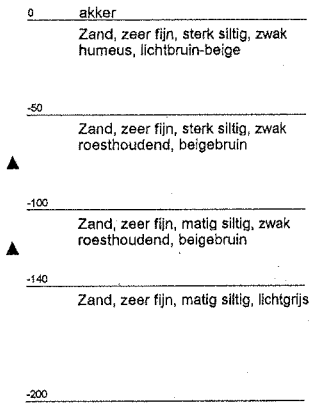 0 akker
Zand, zeer fijn, sterk siltig, zwak
humeus, lichtbruin-beige
-50
Zand, zeer fijn, sterk siltig, zwak
roesthoudend, beigebruin
-100
Zand, zeer fijn, matig siltig, zwak
roesthoudend, beigebruin
-140
Zand, zeer fijn, matig siltig, lichtgrijs
-200